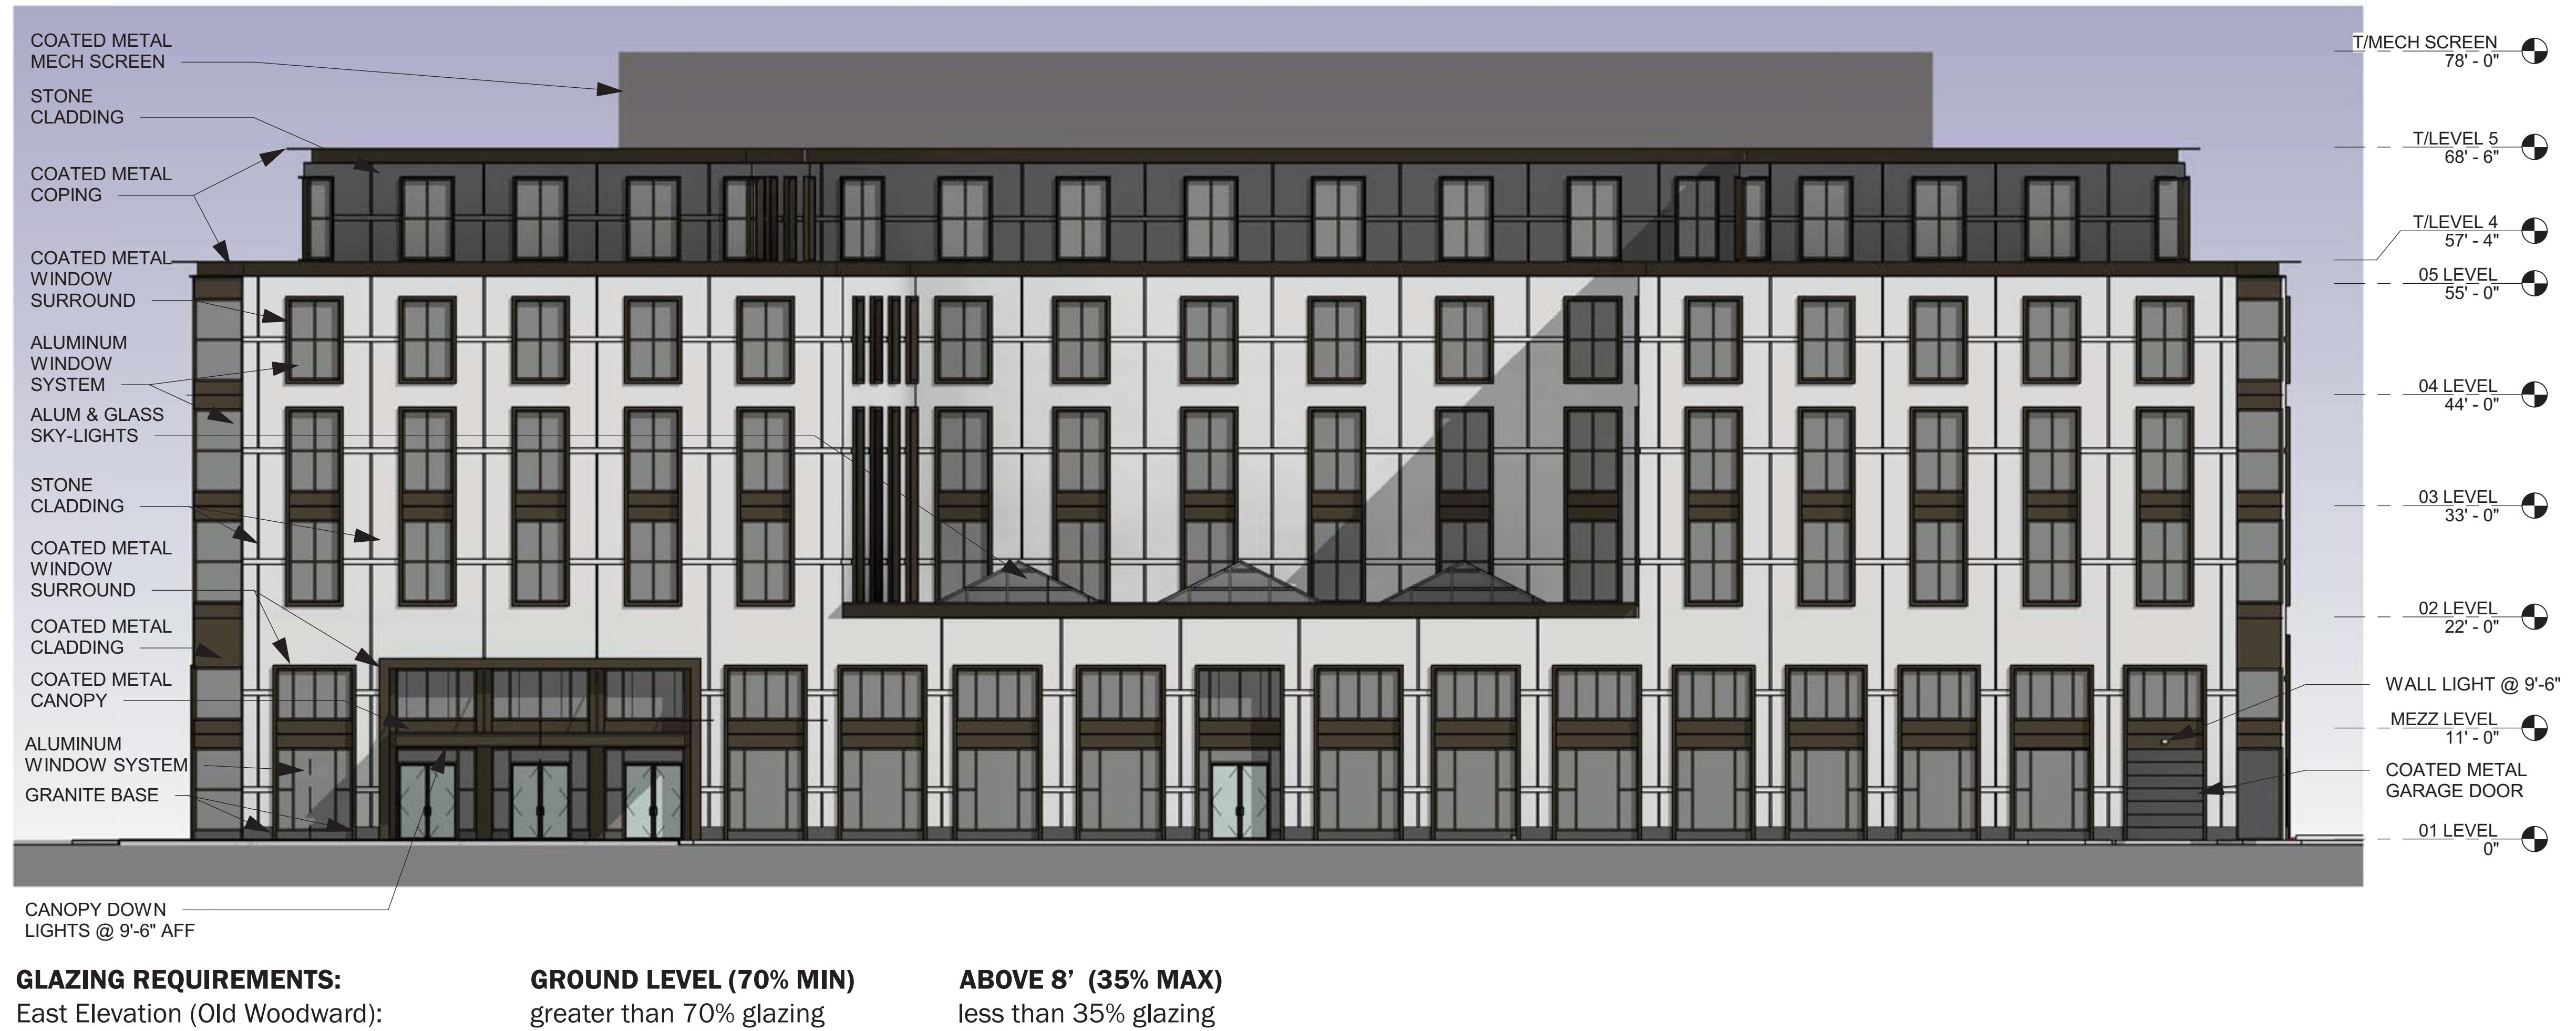 COATED METAL
MECH SCREEN
STONE
CLADDING
COATED METAL
COPING
COATED METAL
WINDOW
SURROUND
ALUMINUM
WINDOW
SYSTEM
ALUM & GLASS
SKY-LIGHTS
STONE
CLADDING
COATED METAL
WINDOW
SURROUND
COATED METAL
CLADDING
COATED METAL
CANOPY
ALUMINUM
WINDOW SYSTEM
GRANITE BASE
CANOPY DOWN
LIGHTS @ 9'-6" AFF
T/MECH SCREEN
78' - 0"
T/LEVEL 5
68' - 6"
T/LEVEL 4
57' - 4"
05 LEVEL
55' - 0"
04 LEVEL
44' - 0"
03 LEVEL
33' - 0"
02 LEVEL
22' - 0"
WALL LIGHT @ 9'-6"
MEZZ LEVEL
11' - 0"
COATED METAL
GARAGE DOOR
01 LEVEL
0"
GLAZING REQUIREMENTS:
East Elevation (Old Woodward):
GROUND LEVEL (70% MIN)
greater than 70% glazing
ABOVE 8’ (35% MAX)
less than 35% glazing